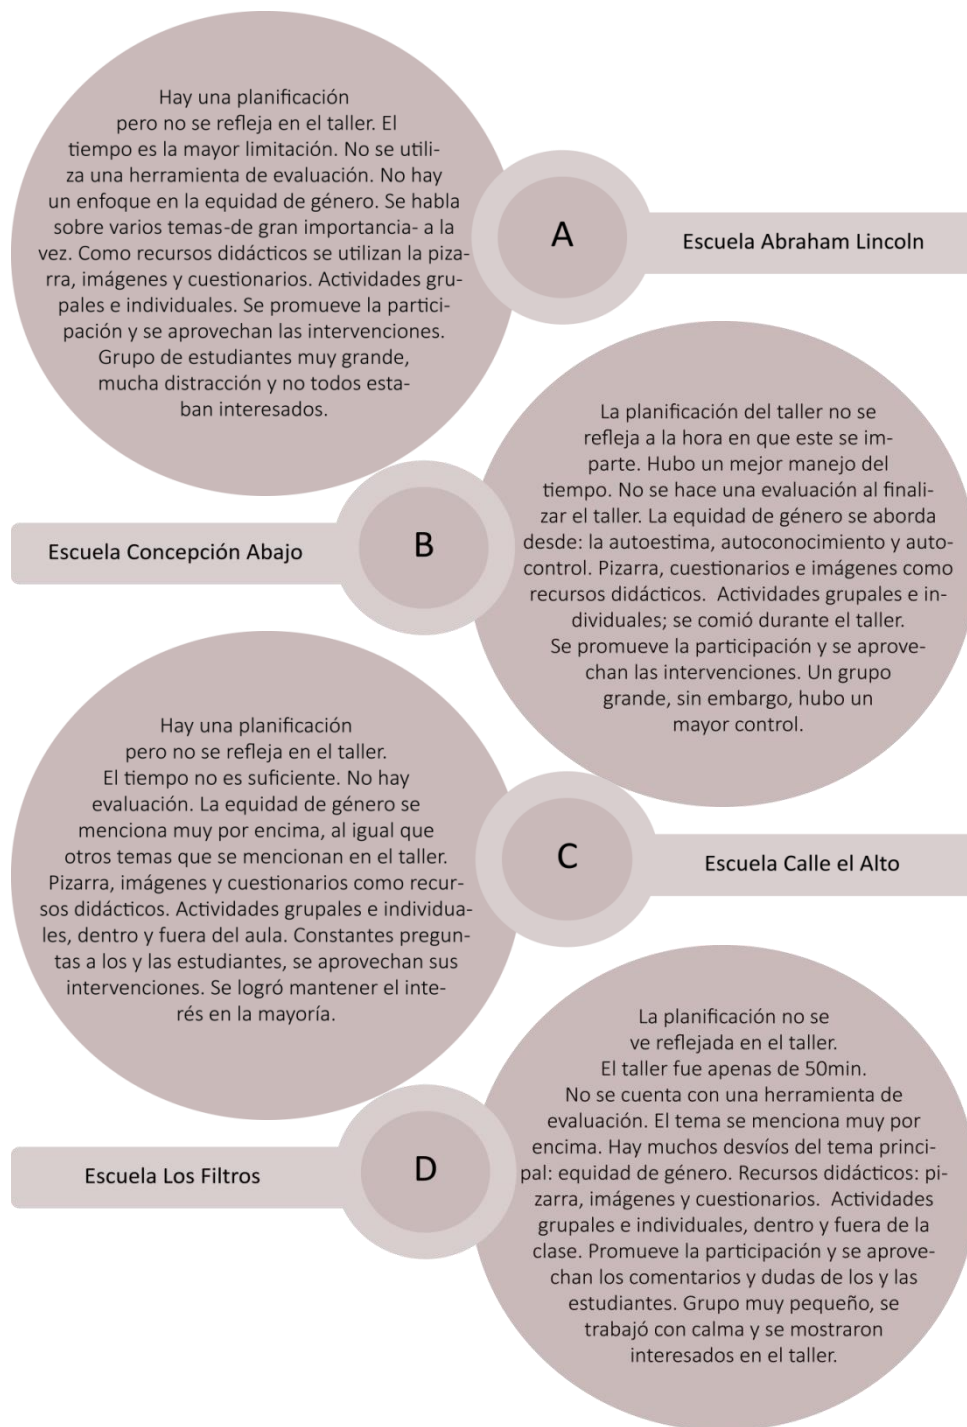 Hay una planificación
pero no se refleja en el taller. El
tiempo es la mayor limitación. No se utili-
za una herramienta de evaluación. No hay
un enfoque en la equidad de género. Se habla
sobre varios temas-de gran importancia- a la
vez. Como recursos didácticos se utilizan la piza-
rra, imágenes y cuestionarios. Actividades gru-
pales e individuales. Se promueve la partici-
pación y se aprovechan las intervenciones.
Grupo de estudiantes muy grande,
mucha distracción y no todos esta-
ban interesados.
A
Escuela Abraham Lincoln
La planificación del taller no se
refleja a la hora en que este se im-
parte. Hubo un mejor manejo del
tiempo. No se hace una evaluación al finali-
zar el taller. La equidad de género se aborda
desde: la autoestima, autoconocimiento y auto-
control. Pizarra, cuestionarios e imágenes como
recursos didácticos.  Actividades grupales e in-
dividuales; se comió durante el taller.
Se promueve la participación y se aprove-
chan las intervenciones. Un grupo
grande, sin embargo, hubo un
mayor control.
B
Escuela Concepción Abajo
Hay una planificación
pero no se refleja en el taller.
El tiempo no es suficiente. No hay
evaluación. La equidad de género se
menciona muy por encima, al igual que
otros temas que se mencionan en el taller.
Pizarra, imágenes y cuestionarios como recur-
sos didácticos. Actividades grupales e individua-
les, dentro y fuera del aula. Constantes pregun-
tas a los y las estudiantes, se aprovechan sus
intervenciones. Se logró mantener el inte-
rés en la mayoría.
C
Escuela Calle el Alto
La planificación no se
ve reflejada en el taller.
El taller fue apenas de 50min.
No se cuenta con una herramienta de
evaluación. El tema se menciona muy por
encima. Hay muchos desvíos del tema princi-
pal: equidad de género. Recursos didácticos: pi-
zarra, imágenes y cuestionarios.  Actividades
grupales e individuales, dentro y fuera de la
clase. Promueve la participación y se aprove-
chan los comentarios y dudas de los y las
estudiantes. Grupo muy pequeño, se
trabajó con calma y se mostraron
interesados en el taller.
D
Escuela Los Filtros